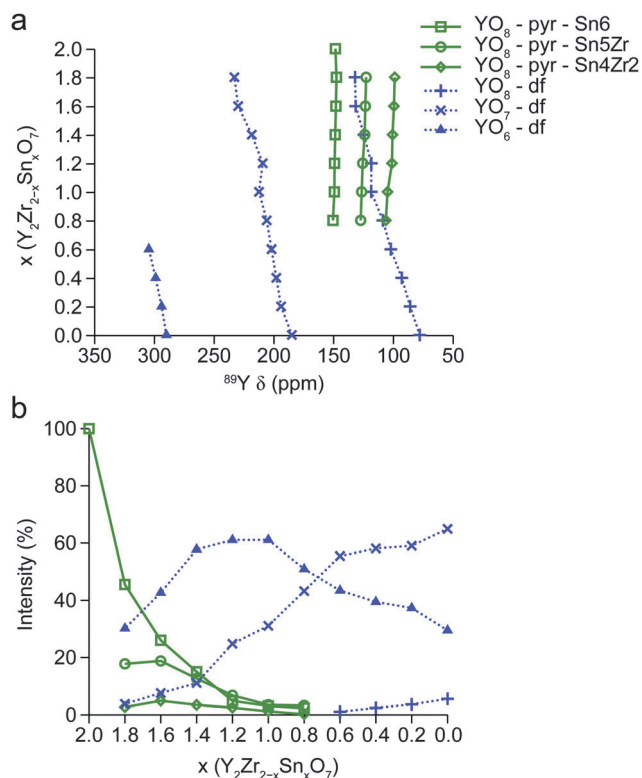 a
YO8 - pyr - Sn6
YO8 - pyr - Sn5Zr
YO8 - pyr - Sn4Zr2
YO8 - df
YO7 - df
YO6 - df
x (Y2Zr2-xSnxO7)
2.0
1.8
1.6
1.4
1.2
1.0
0.8
0.6
0.4
0.2
0.0
350 300 250 200 150 100 50
89Y δ (ppm)
b
Intensity (%)
100
80
60
40
20
0
2.0 1.8 1.6 1.4 1.2 1.0 0.8 0.6 0.4 0.2 0.0
x (Y2Zr2-xSnxO7)